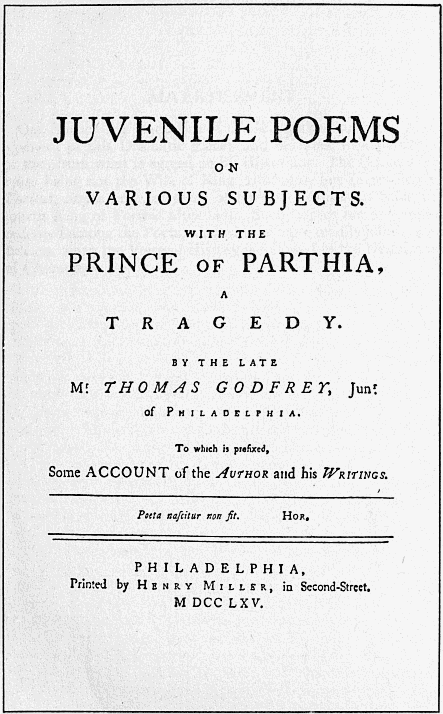 JUVENILE POEMS
ON
VARIOUS SUBJECTS.
WITH THE
PRINCE OF PARTHIA,
A
TRAGEDY.
BY THE LATE
Mr. THOMAS GODFREY, Junr.
of PHILADELPHIA.
To which is prefixed,
Some ACCOUNT of the AUTHOR and his WRITINGS.
Poeta naſcitur non fit. HOR.
PHILADELPHIA,
Printed by HENRY MILLER, in Second-Street.
M DCC LXV.